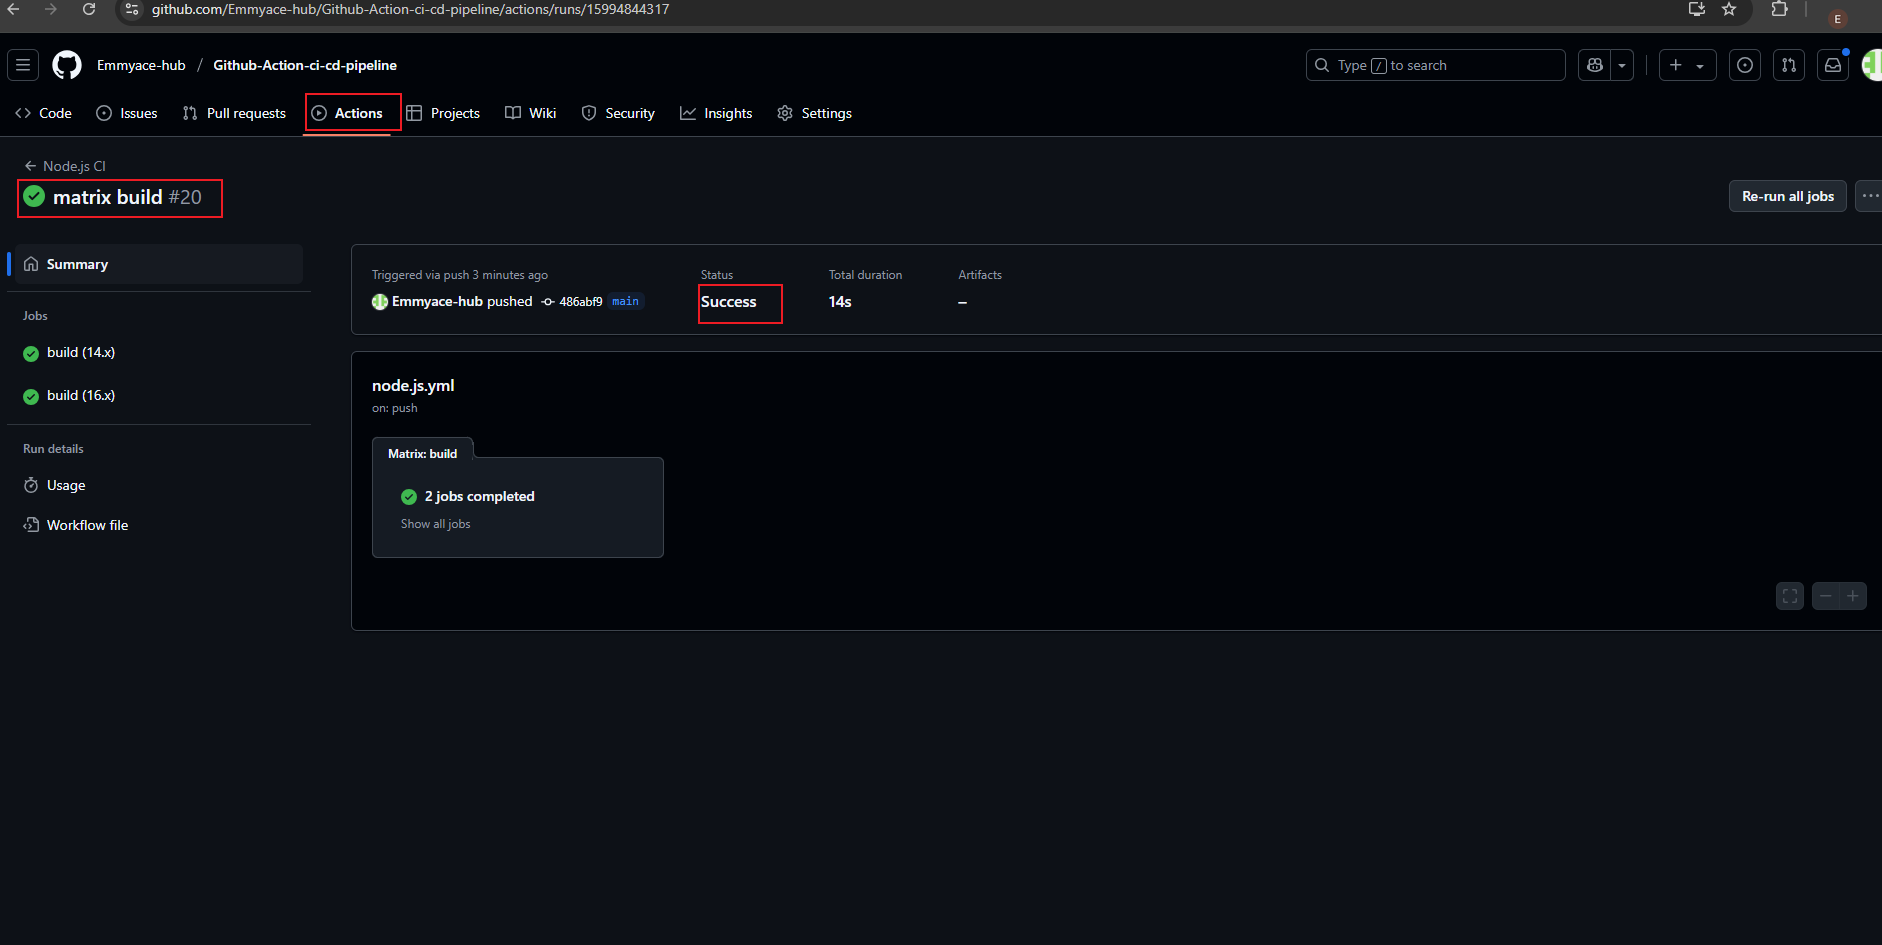 github.com/Emmyace-hub/Github-Action-ci-cd-pipeline/actions/runs/15994844317
E
Emmyace-hub / Github-Action-ci-cd-pipeline
Type / to search
Code Issues Pull requests Actions Projects Wiki Security Insights Settings
Node.js CI
matrix build #20
Re-run all jobs
Summary
Jobs
build (14.x)
build (16.x)
Run details
Usage
Workflow file
Triggered via push 3 minutes ago
Emmyace-hub pushed 486abf9 main
Status
Success
Total duration
14s
Artifacts
–
node.js.yml
on: push
Matrix: build
2 jobs completed
Show all jobs